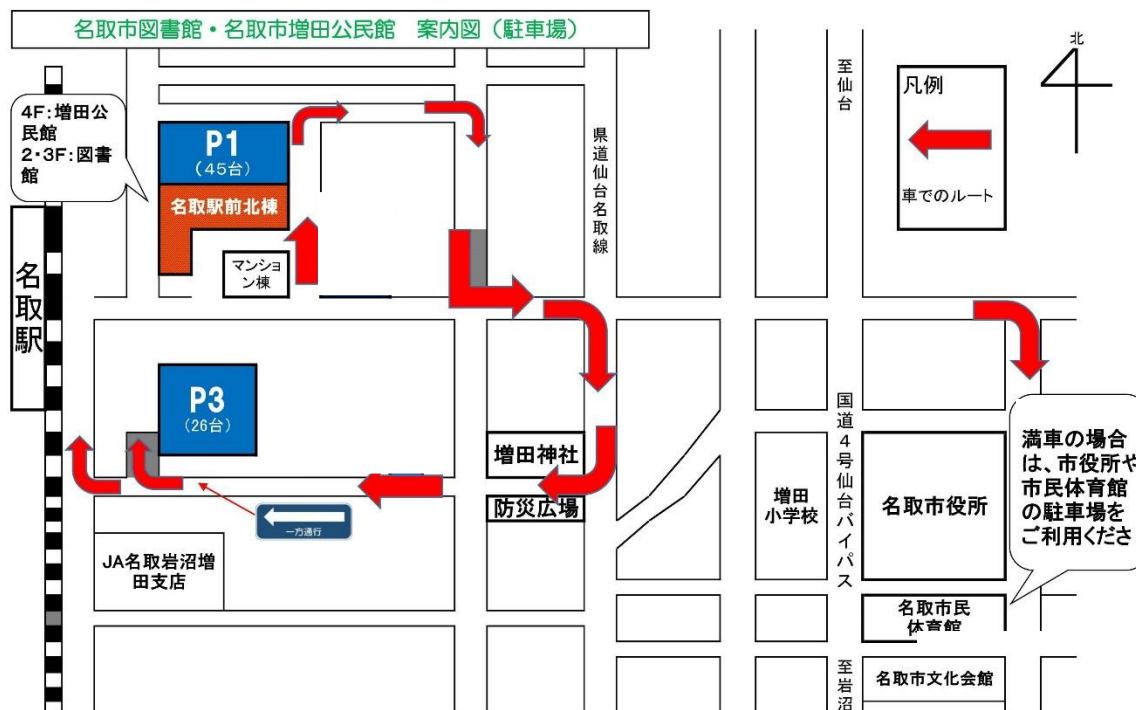 名取市図書館・名取市増田公民館　案内図（駐車場）
4F：増田公
民館
2・3F：図書
館
P1
（45台）
名取駅前北棟
マンショ
ン棟
名取駅
P3
（26台）
一方通行
JA名取岩沼増
田支店
増田神社
防災広場
県道仙台名取線
至仙台
国道４号仙台バイパス
至岩沼
増田
小学校
名取市役所
名取市民
体育館
名取市文化会館
凡例
車でのルート
北
満車の場合
は、市役所や
市民体育館
の駐車場を
ご利用くださ